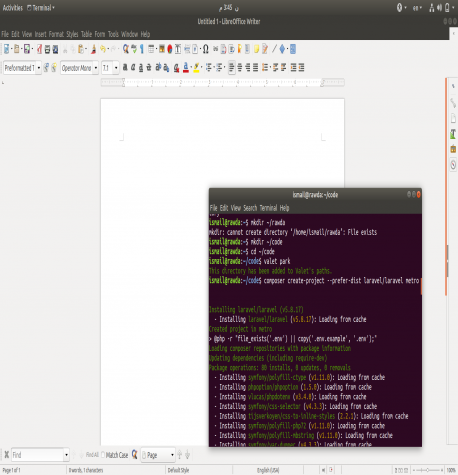 Activities Terminal
3:45 م
en
Untitled 1 - LibreOffice Writer
File Edit View Insert Format Styles Table Form Tools Window Help
Preformatted T Operator Mono 7.1
ismail@rawda: ~/code
File Edit View Search Terminal Help
ismail@rawda:~$ mkdir ~/rawda
mkdir: cannot create directory '/home/ismail/rawda': File exists
ismail@rawda:~$ mkdir ~/code
ismail@rawda:~$ cd ~/code
ismail@rawda:~/code$ valet park
This directory has been added to Valet's paths.
ismail@rawda:~/code$ composer create-project --prefer-dist laravel/laravel metro
Installing laravel/laravel (v5.8.17)
- Installing laravel/laravel (v5.8.17): Loading from cache
Created project in metro
> @php -r "file_exists('.env') || copy('.env.example', '.env');"
Loading composer repositories with package information
Updating dependencies (including require-dev)
Package operations: 80 installs, 0 updates, 0 removals
- Installing symfony/polyfill-ctype (v1.11.0): Loading from cache
- Installing phpoption/phpoption (1.5.0): Loading from cache
- Installing vlucas/phpdotenv (v3.4.0): Loading from cache
- Installing symfony/css-selector (v4.3.3): Loading from cache
- Installing tijsverkoyen/css-to-inline-styles (2.2.1): Loading from cache
- Installing symfony/polyfill-php72 (v1.11.0): Loading from cache
- Installing symfony/polyfill-mbstring (v1.11.0): Loading from cache
- Installing symfony/var-dumper (v4.3.3): Loading from cache
Find Find All Match Case Page
Page 1 of 1 0 words, 0 characters Default Style English (USA) 100%